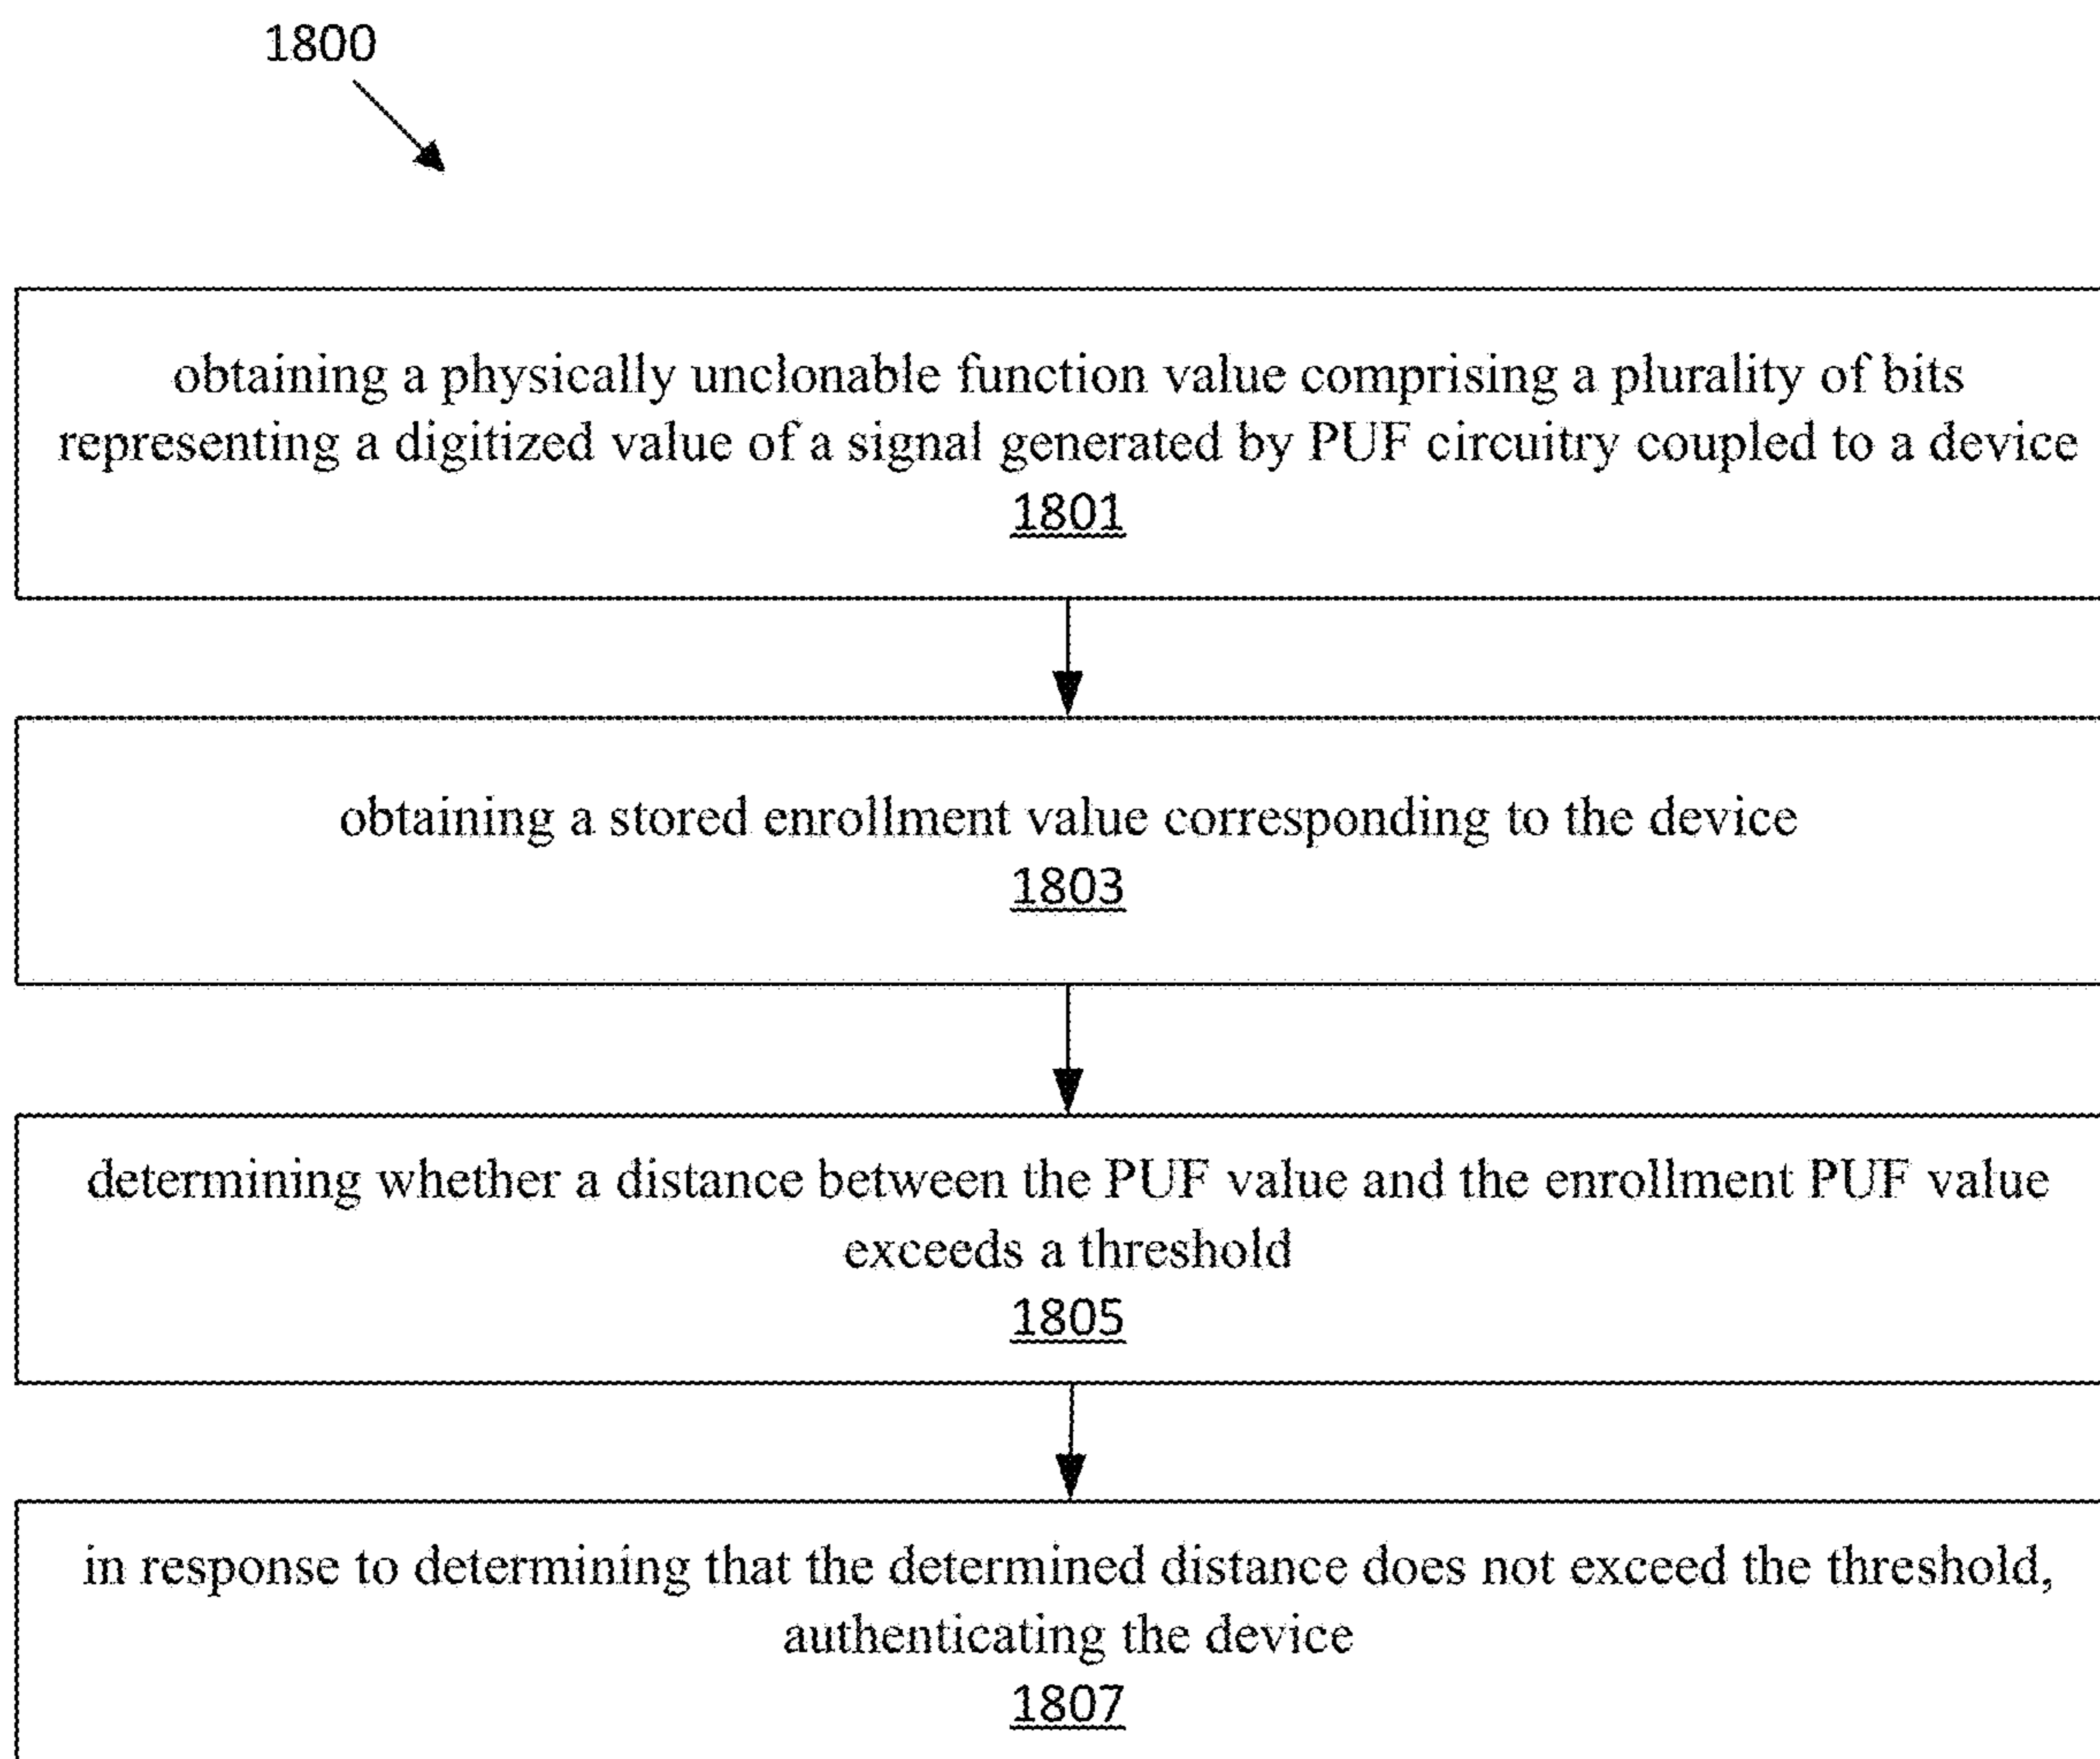 1800
obtaining a physically unclonable function value comprising a plurality of bits
representing a digitized value of a signal generated by PUF circuitry coupled to a device
1801
obtaining a stored enrollment value corresponding to the device
1803
determining whether a distance between the PUF value and the enrollment PUF value
exceeds a threshold
1805
in response to determining that the determined distance does not exceed the threshold,
authenticating the device
1807